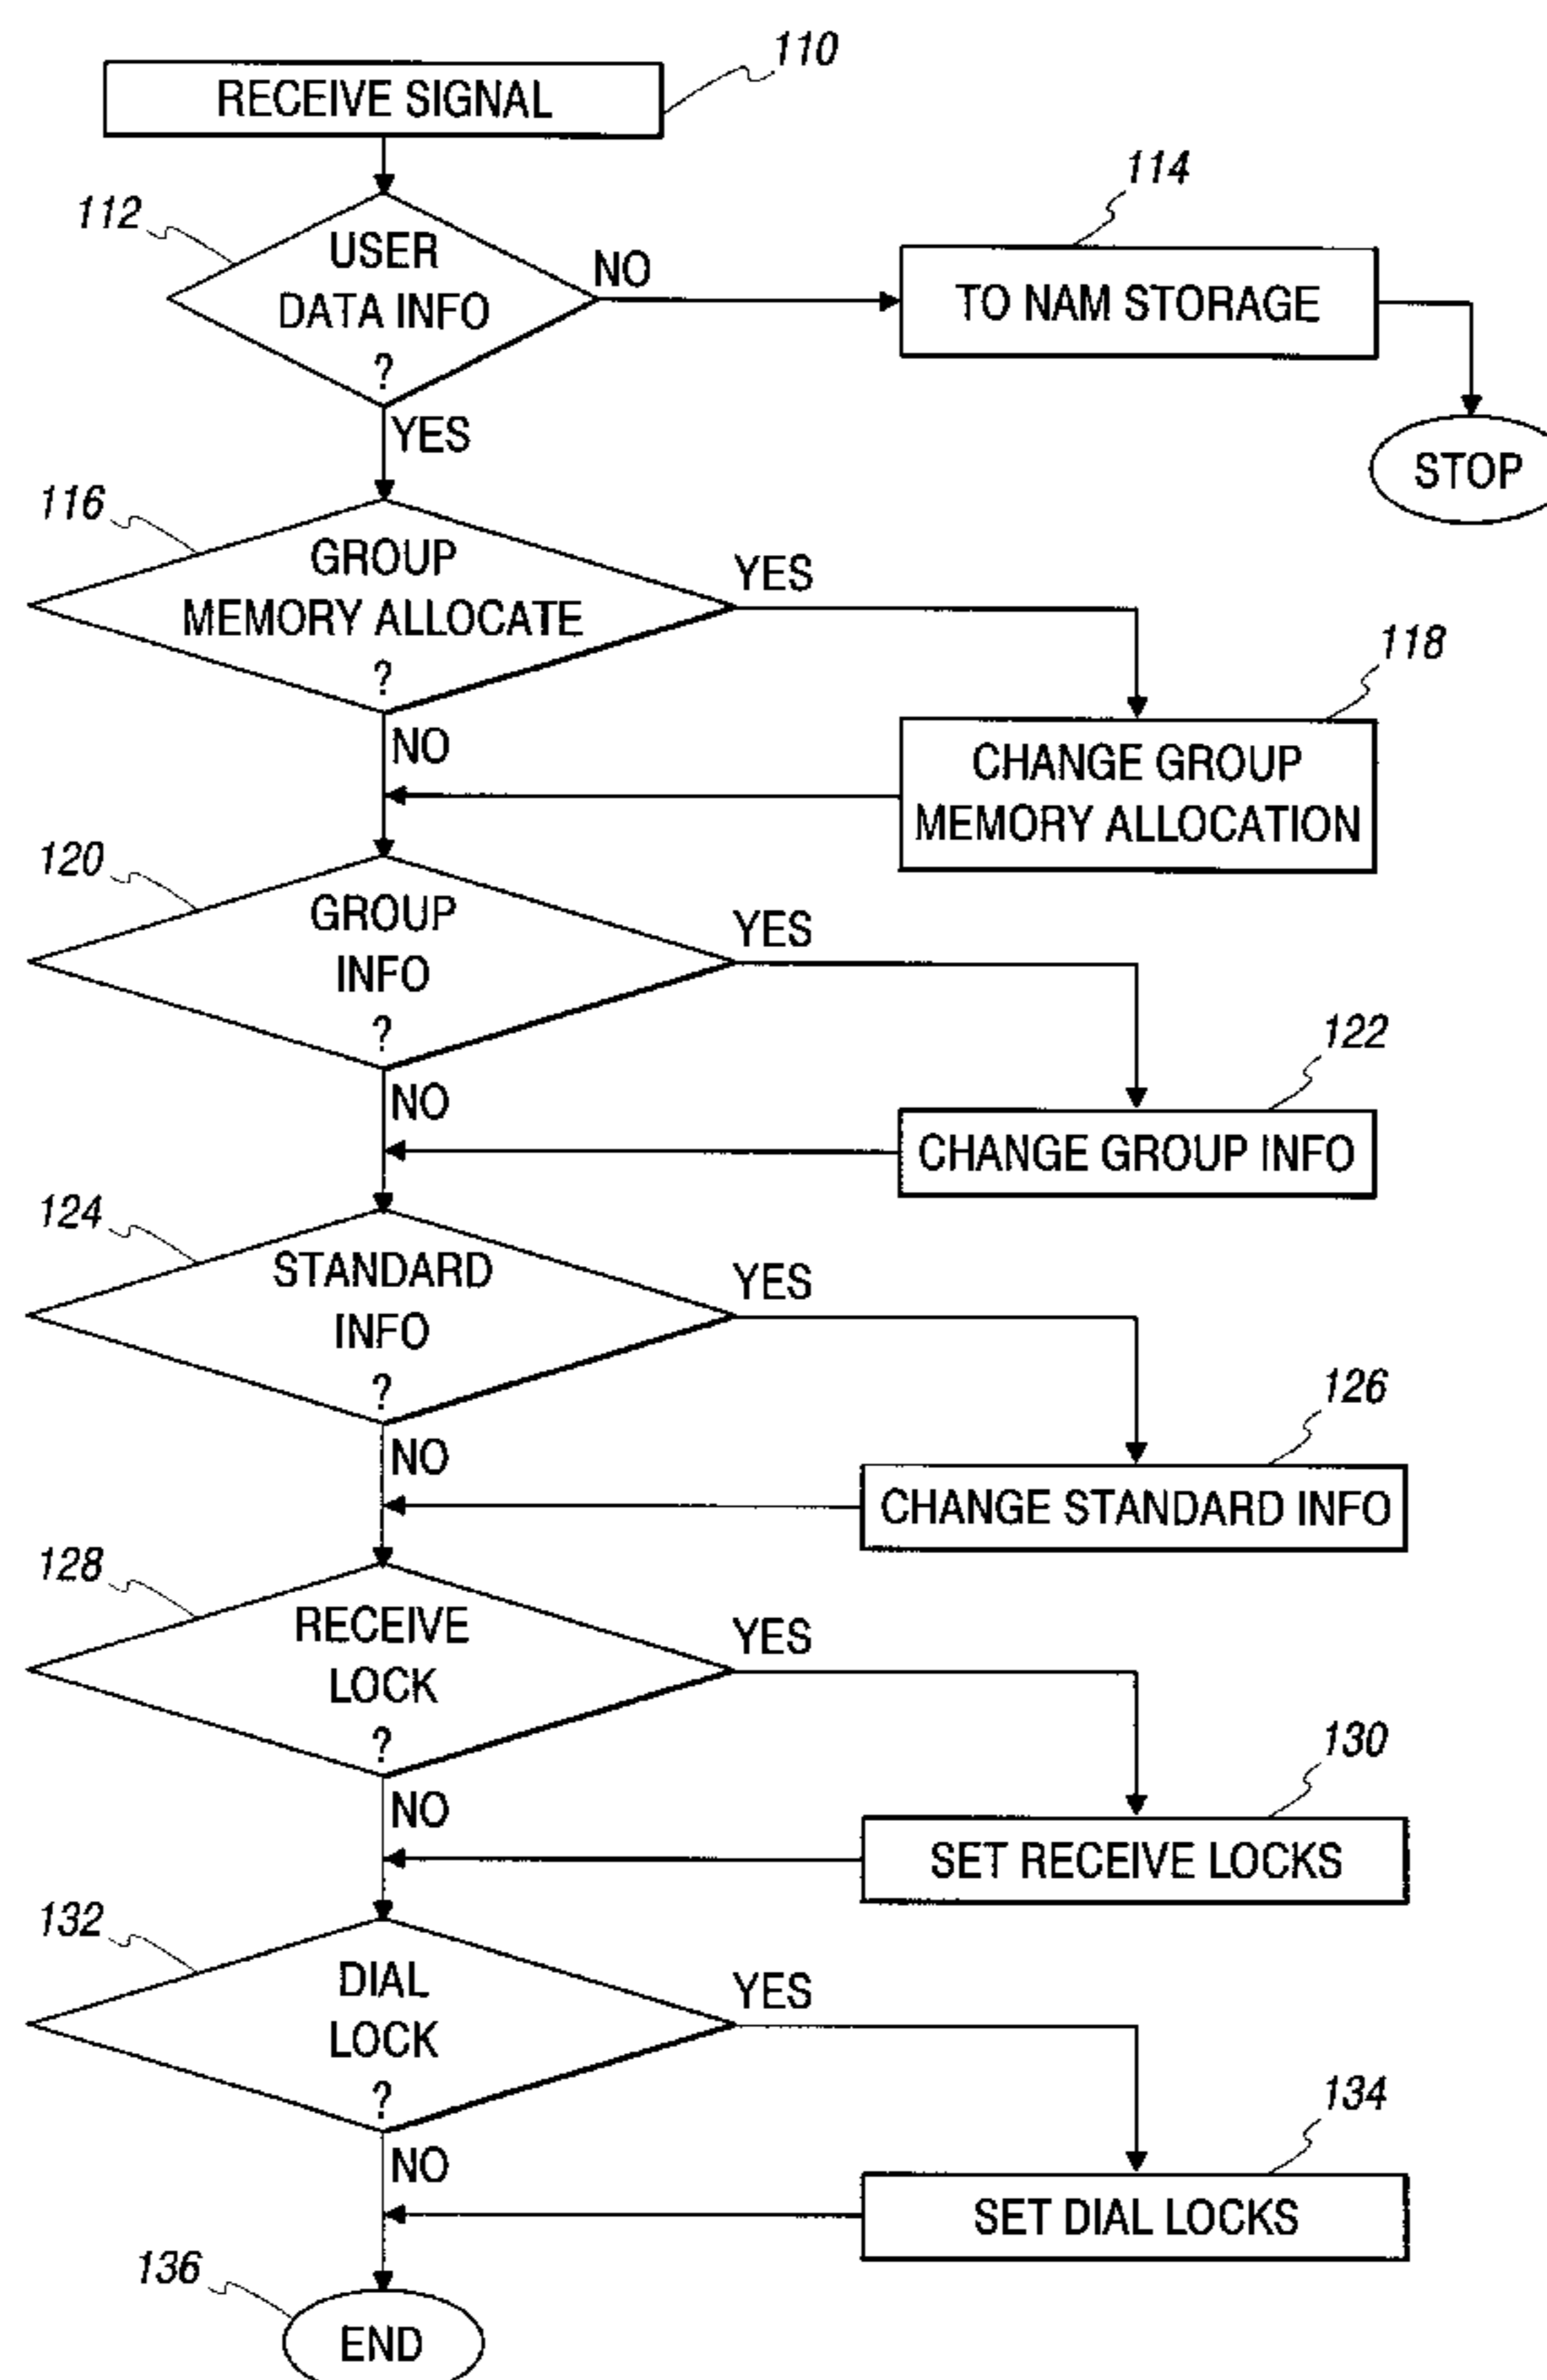 110
RECEIVE SIGNAL
114
112
USER
DATA INFO
?
NO
TO NAM STORAGE
YES
STOP
116
GROUP
MEMORY ALLOCATE
?
YES
118
NO
CHANGE GROUP
MEMORY ALLOCATION
120
GROUP
INFO
?
YES
122
NO
CHANGE GROUP INFO
124
STANDARD
INFO
?
YES
126
NO
CHANGE STANDARD INFO
128
RECEIVE
LOCK
?
YES
130
NO
SET RECEIVE LOCKS
132
DIAL
LOCK
?
YES
134
NO
SET DIAL LOCKS
136
END